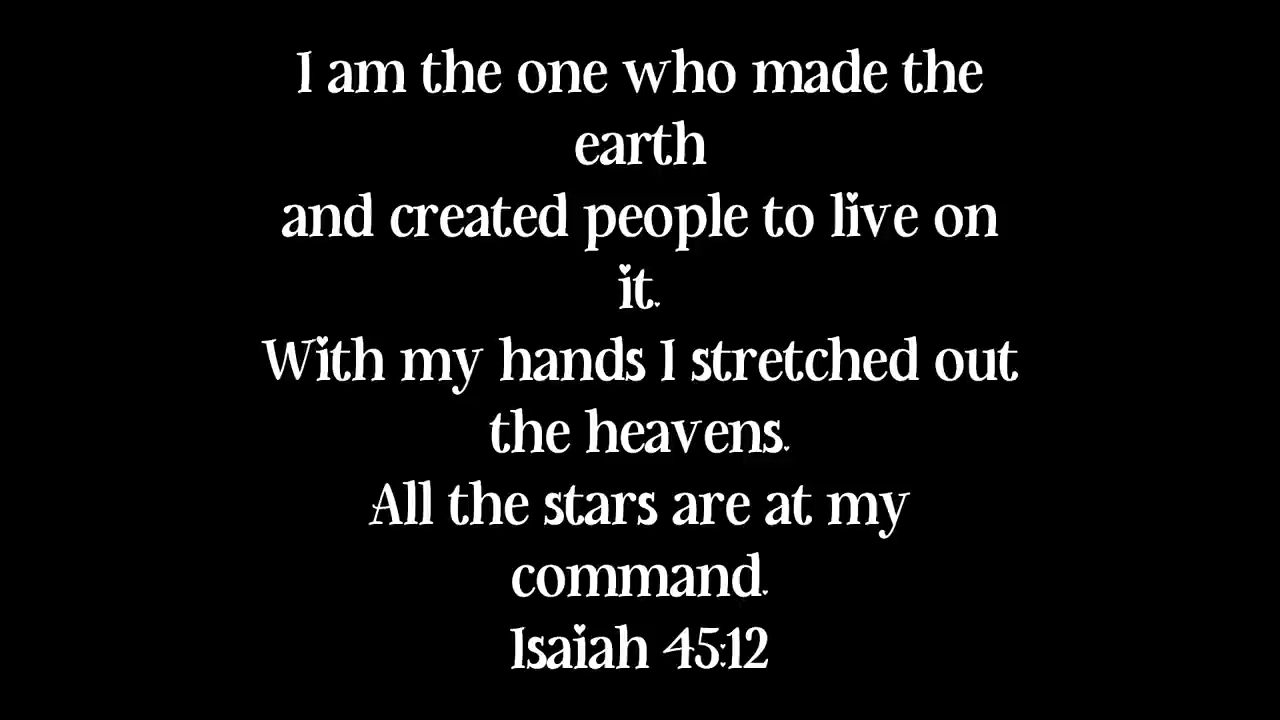 I am the one who made the
earth
and created people to live on
it.
With my hands I stretched out
the heavens.
All the stars are at my
command.
Isaiah 45:12